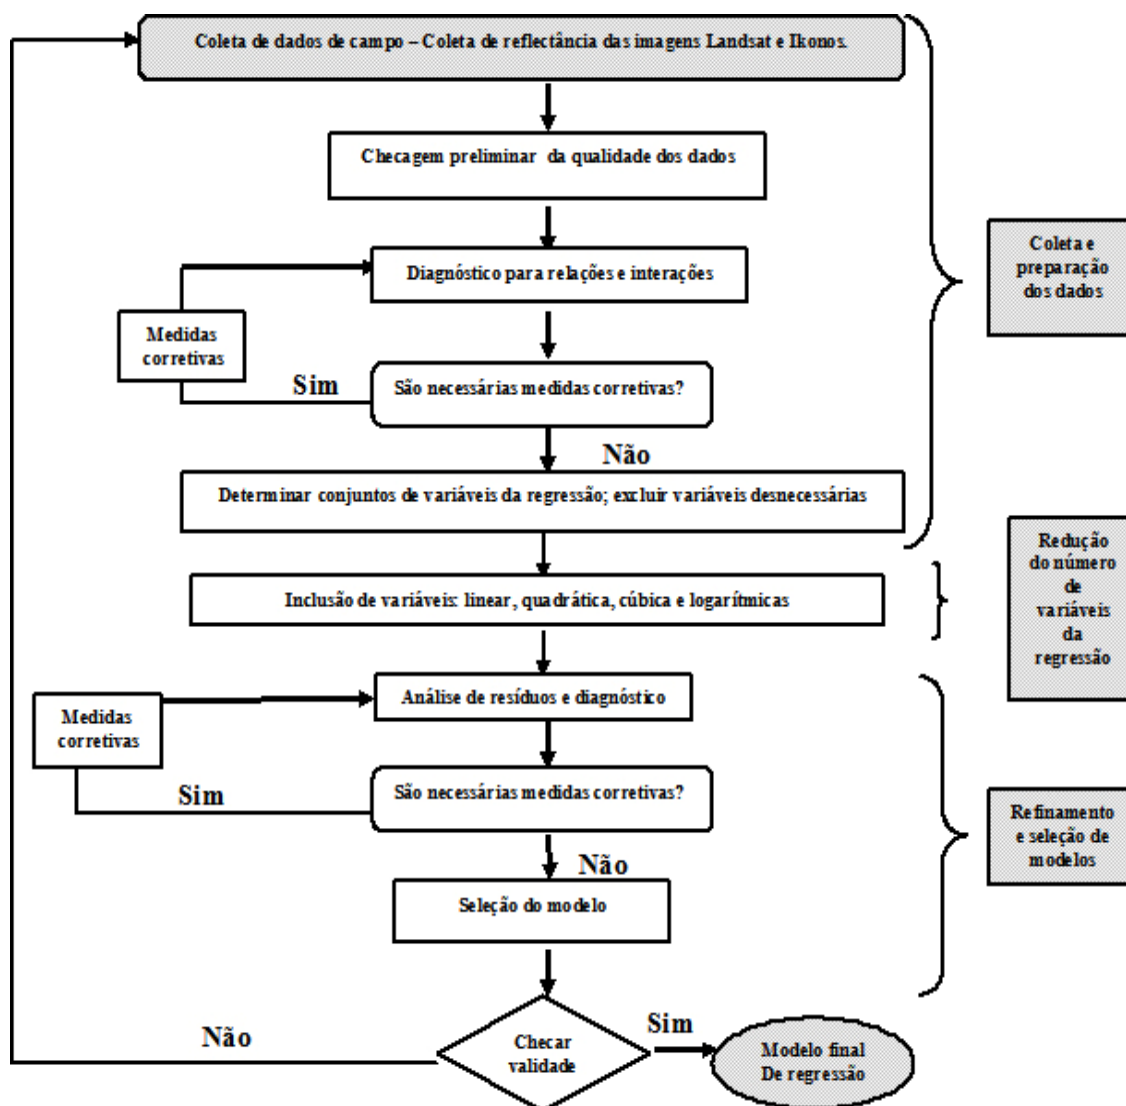 Coleta de dados de campo – Coleta de reflectância das imagens Landsat e Ikonos.
Checagem preliminar da qualidade dos dados
Coleta e
preparação
dos dados
Diagnóstico para relações e interações
Medidas
corretivas
Sim
São necessárias medidas corretivas?
Não
Determinar conjuntos de variáveis da regressão; excluir variáveis desnecessárias
Redução
do número
de
variáveis
da
regressão
Inclusão de variáveis: linear, quadrática, cúbica e logarítmicas
Análise de resíduos e diagnóstico
Medidas
corretivas
Sim
São necessárias medidas corretivas?
Refinamento
e seleção de
modelos
Não
Seleção do modelo
Não
Checar
validade
Sim
Modelo final
De regressão